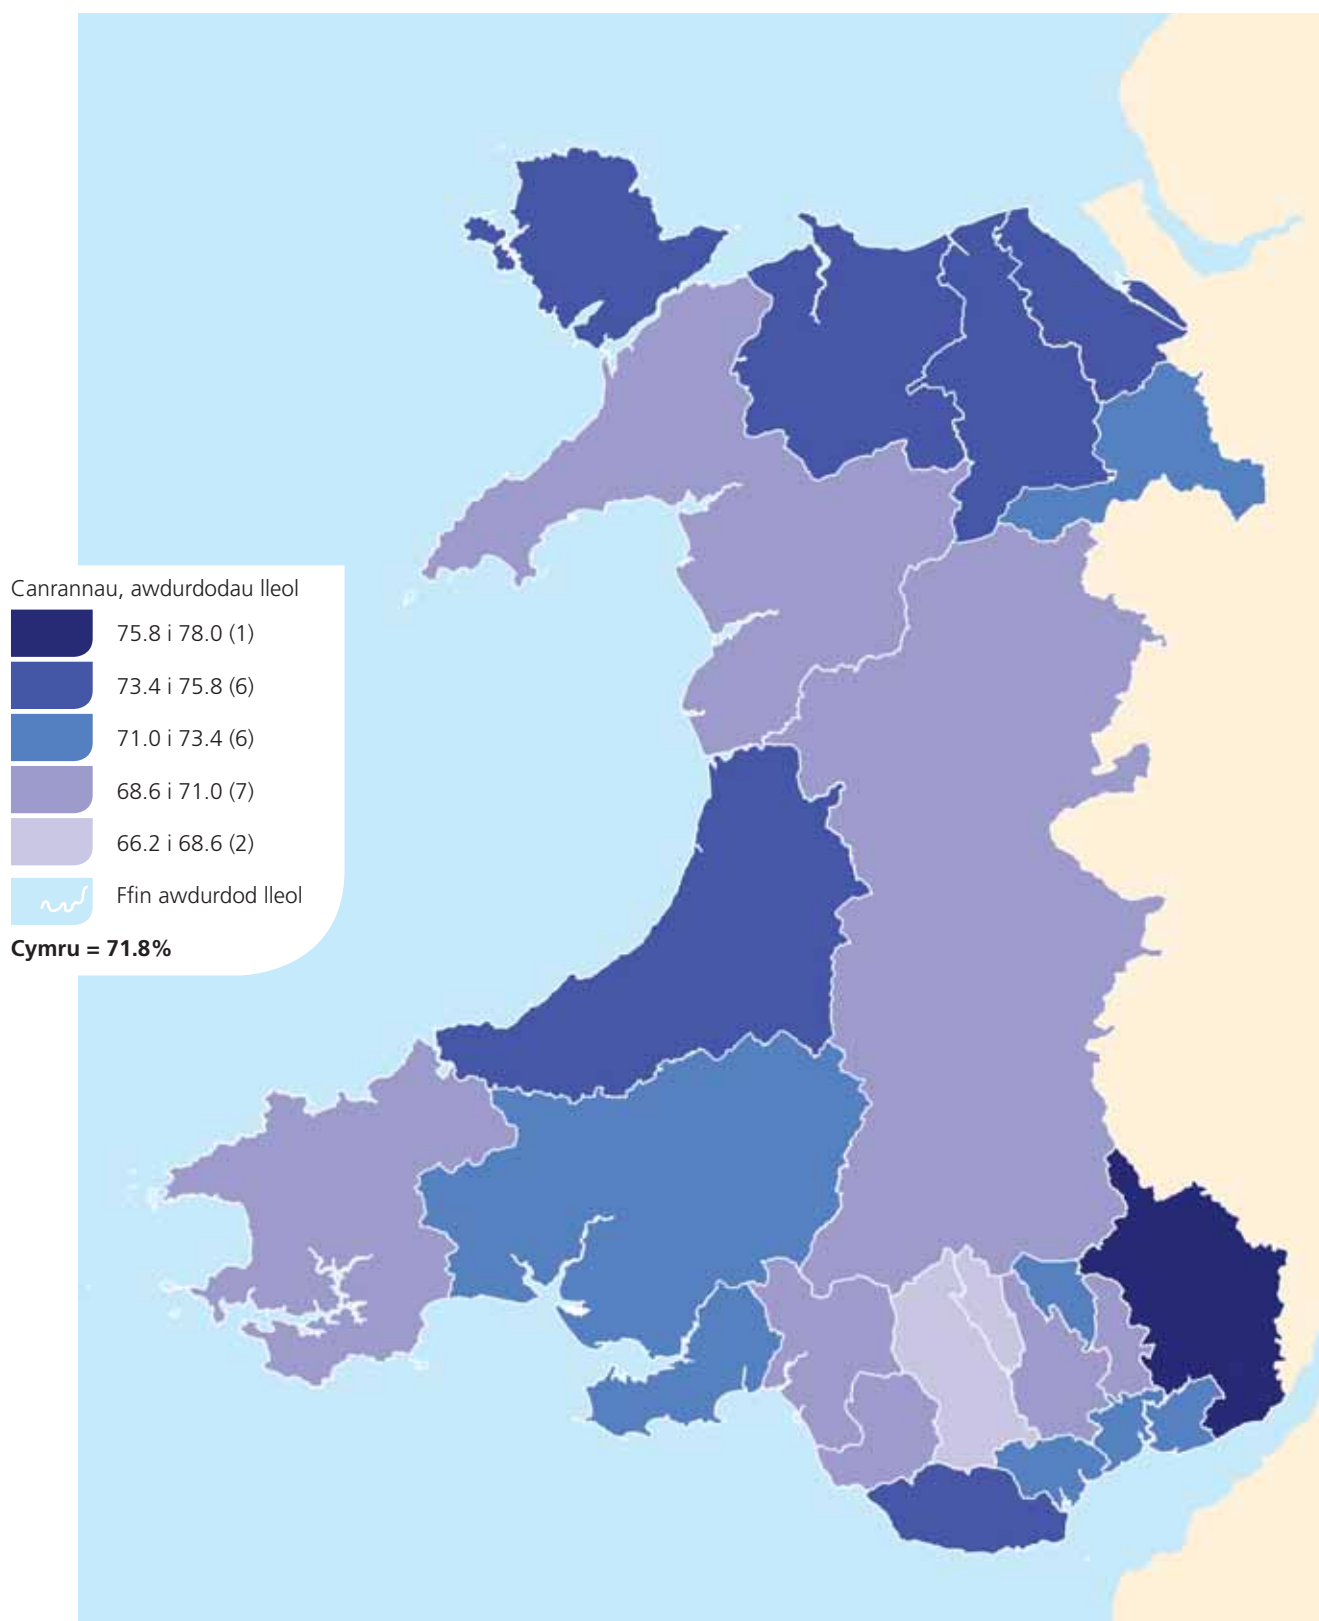 Canrannau, awdurdodau lleol
75.8 i 78.0 (1)
73.4 i 75.8 (6)
71.0 i 73.4 (6)
68.6 i 71.0 (7)
66.2 i 68.6 (2)
Ffin awdurdod lleol
Cymru = 71.8%